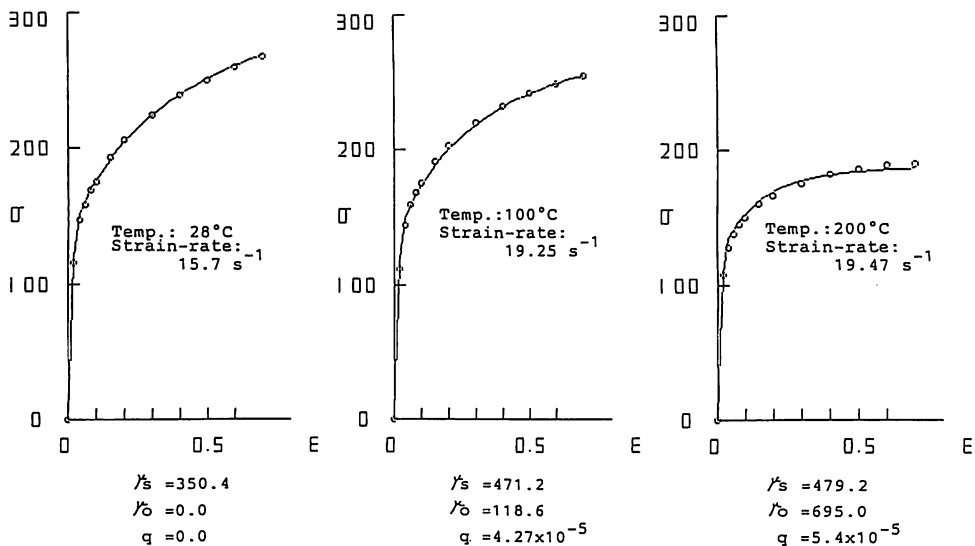 300
200
σ
100
0
0
0.5
E
Temp.: 28°C
Strain-rate:
15.7 s⁻¹
γs =350.4
γo =0.0
q =0.0
300
200
σ
100
0
0
0.5
E
Temp.:100°C
Strain-rate:
19.25 s⁻¹
γs =471.2
γo =118.6
q =4.27x10⁻⁵
300
200
σ
100
0
0
0.5
E
Temp.:200°C
Strain-rate:
19.47 s⁻¹
γs =479.2
γo =695.0
q =5.4x10⁻⁵